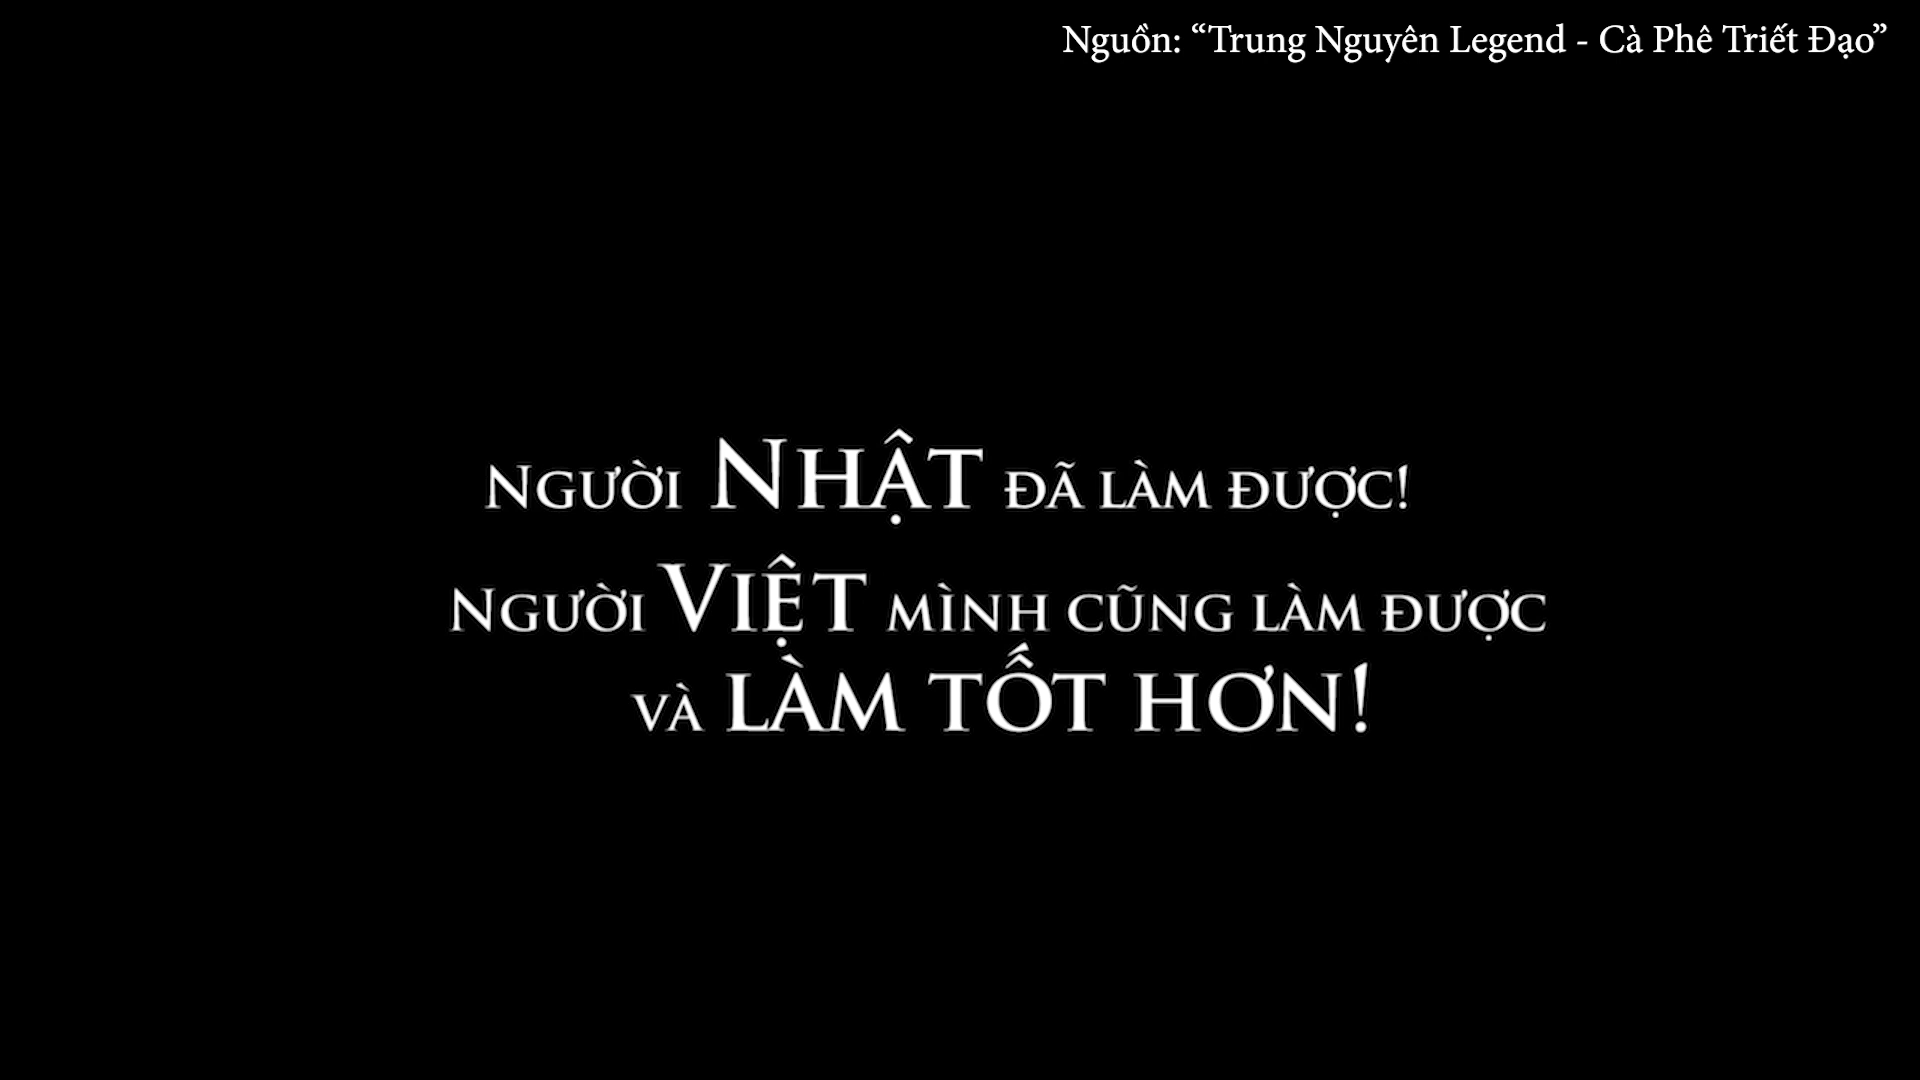 Nguồn: “Trung Nguyên Legend - Cà Phê Triết Đạo”
NGƯỜI NHẬT ĐÃ LÀM ĐƯỢC!
NGƯỜI VIỆT MÌNH CŨNG LÀM ĐƯỢC
VÀ LÀM TỐT HƠN!